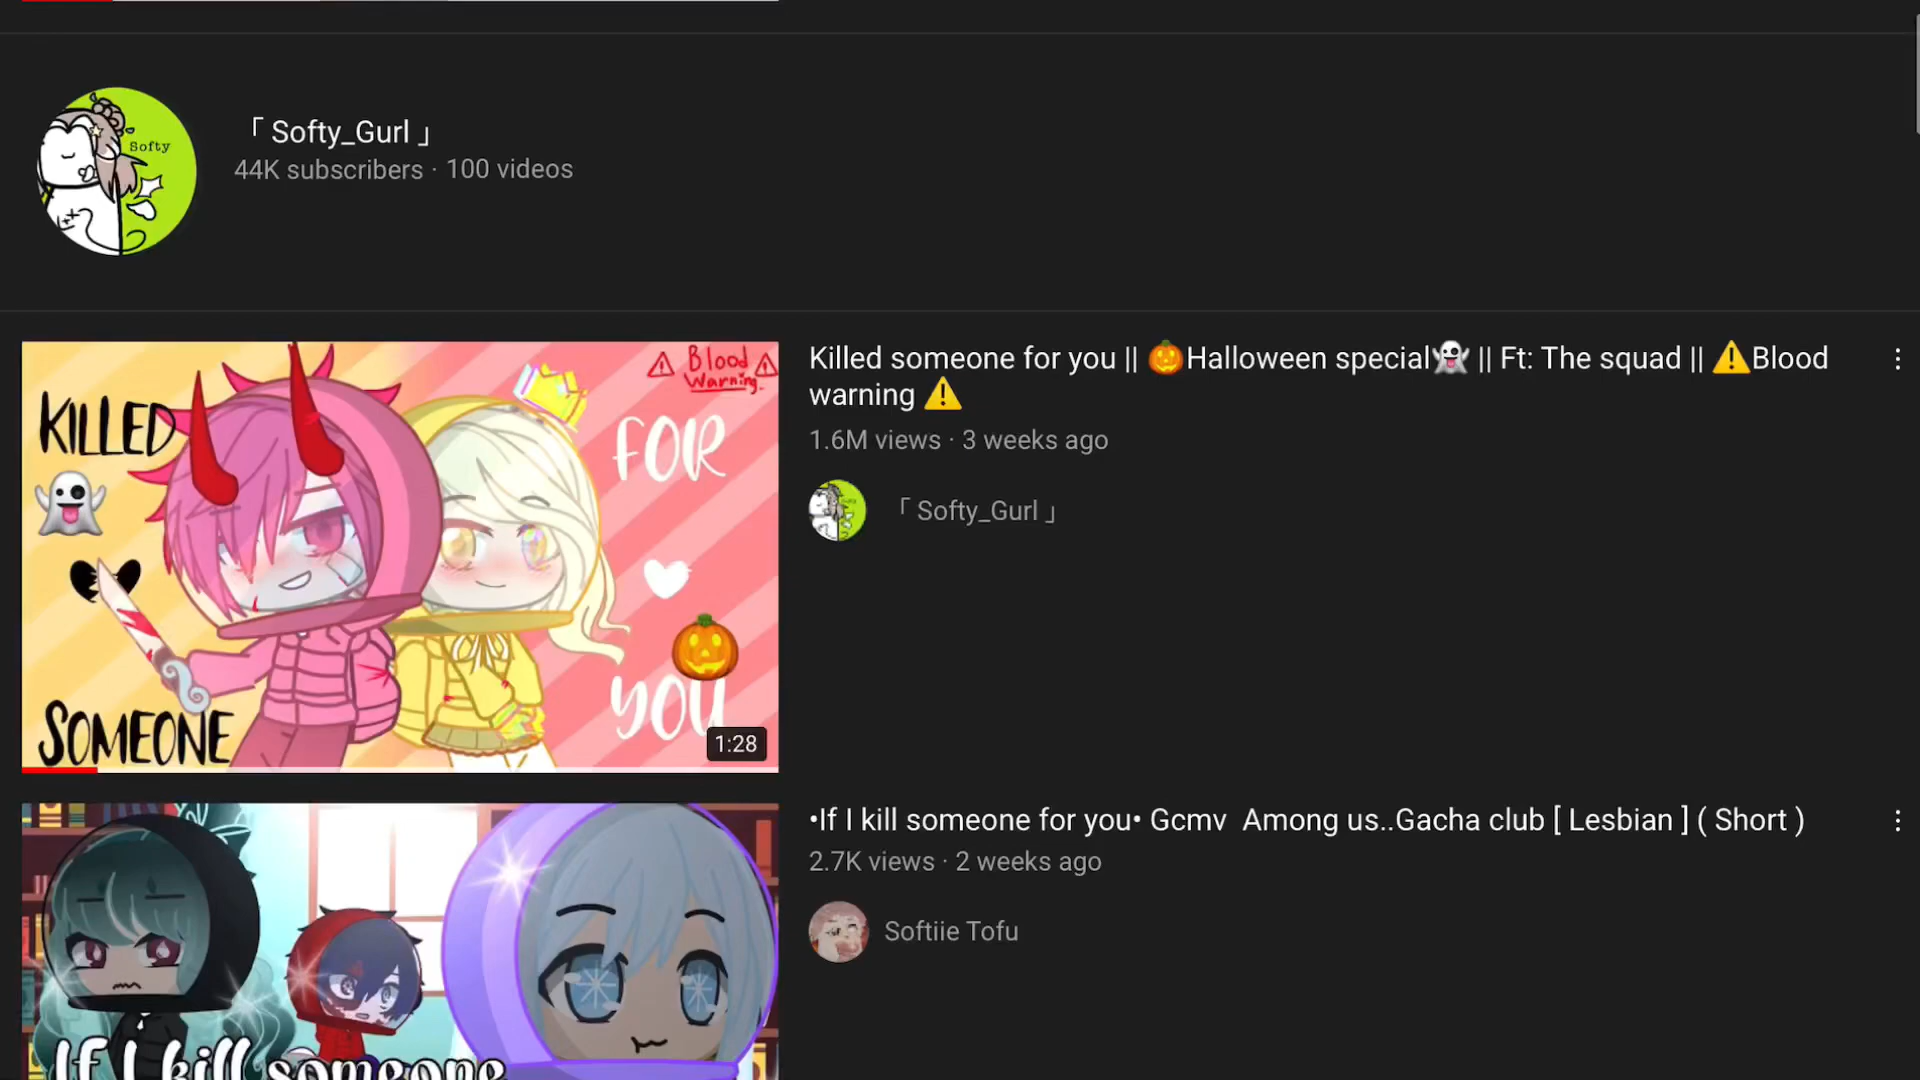 Softy
「 Softy_Gurl 」
44K subscribers · 100 videos
⚠ Blood ⚠
Warning.
KILLED
FOR
YOU
SOMEONE
1:28
Killed someone for you || 🎃Halloween special👻 || Ft: The squad || ⚠️Blood
warning ⚠️
1.6M views · 3 weeks ago
「 Softy_Gurl 」
If I kill someone
•If I kill someone for you• Gcmv  Among us..Gacha club [ Lesbian ] ( Short )
2.7K views · 2 weeks ago
Softiie Tofu